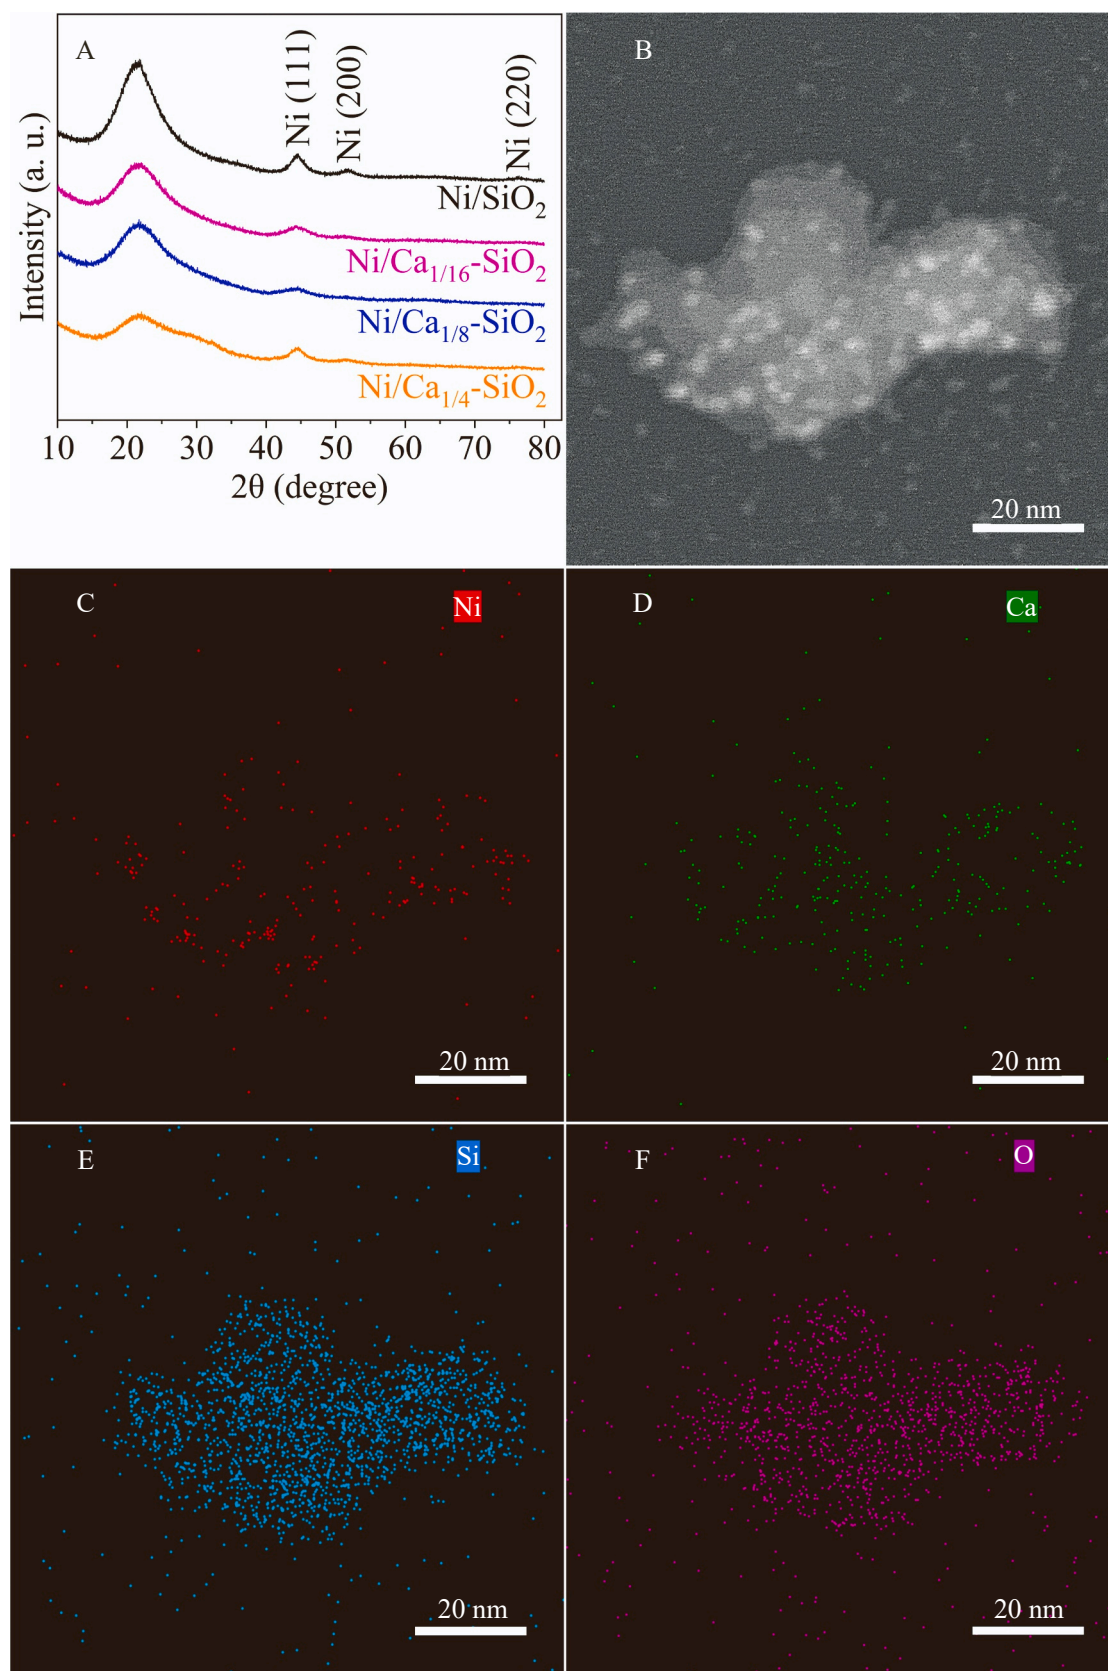 A
Intensity (a. u.)
Ni (111)
Ni (200)
Ni (220)
Ni/SiO₂
Ni/Ca₁/₁₆-SiO₂
Ni/Ca₁/₈-SiO₂
Ni/Ca₁/₄-SiO₂
10 20 30 40 50 60 70 80
2θ (degree)
B
20 nm
C
Ni
20 nm
D
Ca
20 nm
E
Si
20 nm
F
O
20 nm